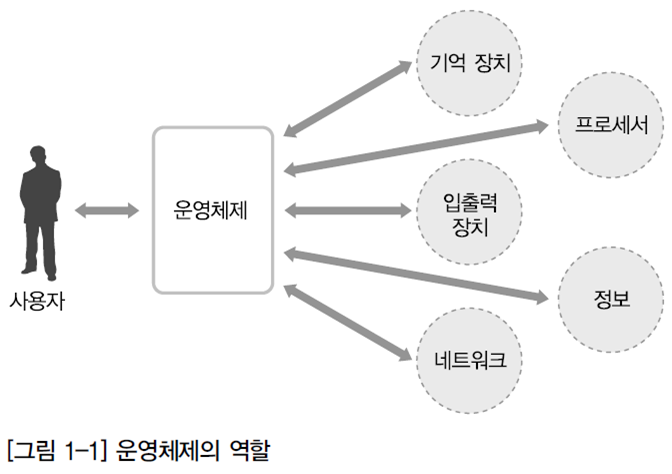 기억 장치
프로세서
운영체제
입출력
장치
사용자
정보
네트워크
[그림 1-1] 운영체제의 역할